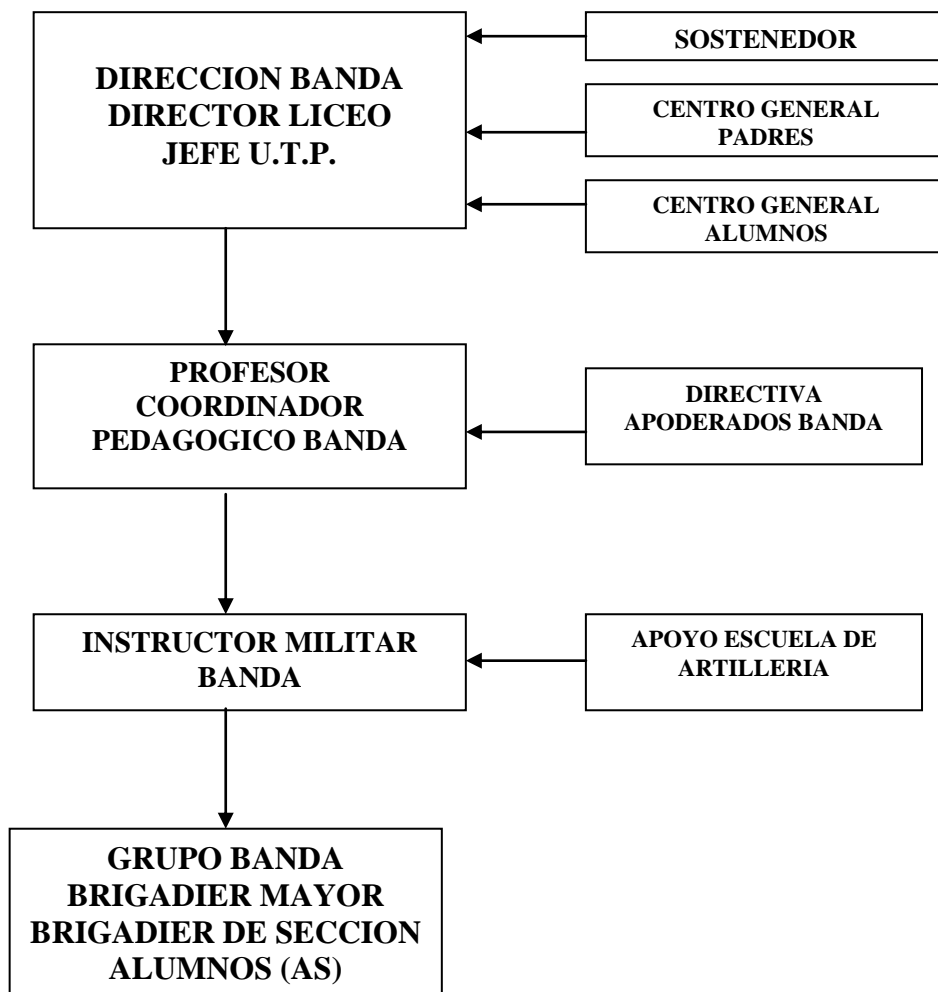 DIRECCION BANDA
DIRECTOR LICEO
JEFE U.T.P.
SOSTENEDOR
CENTRO GENERAL
PADRES
CENTRO GENERAL
ALUMNOS
PROFESOR
COORDINADOR
PEDAGOGICO BANDA
DIRECTIVA
APODERADOS BANDA
INSTRUCTOR MILITAR
BANDA
APOYO ESCUELA DE
ARTILLERIA
GRUPO BANDA
BRIGADIER MAYOR
BRIGADIER DE SECCION
ALUMNOS (AS)